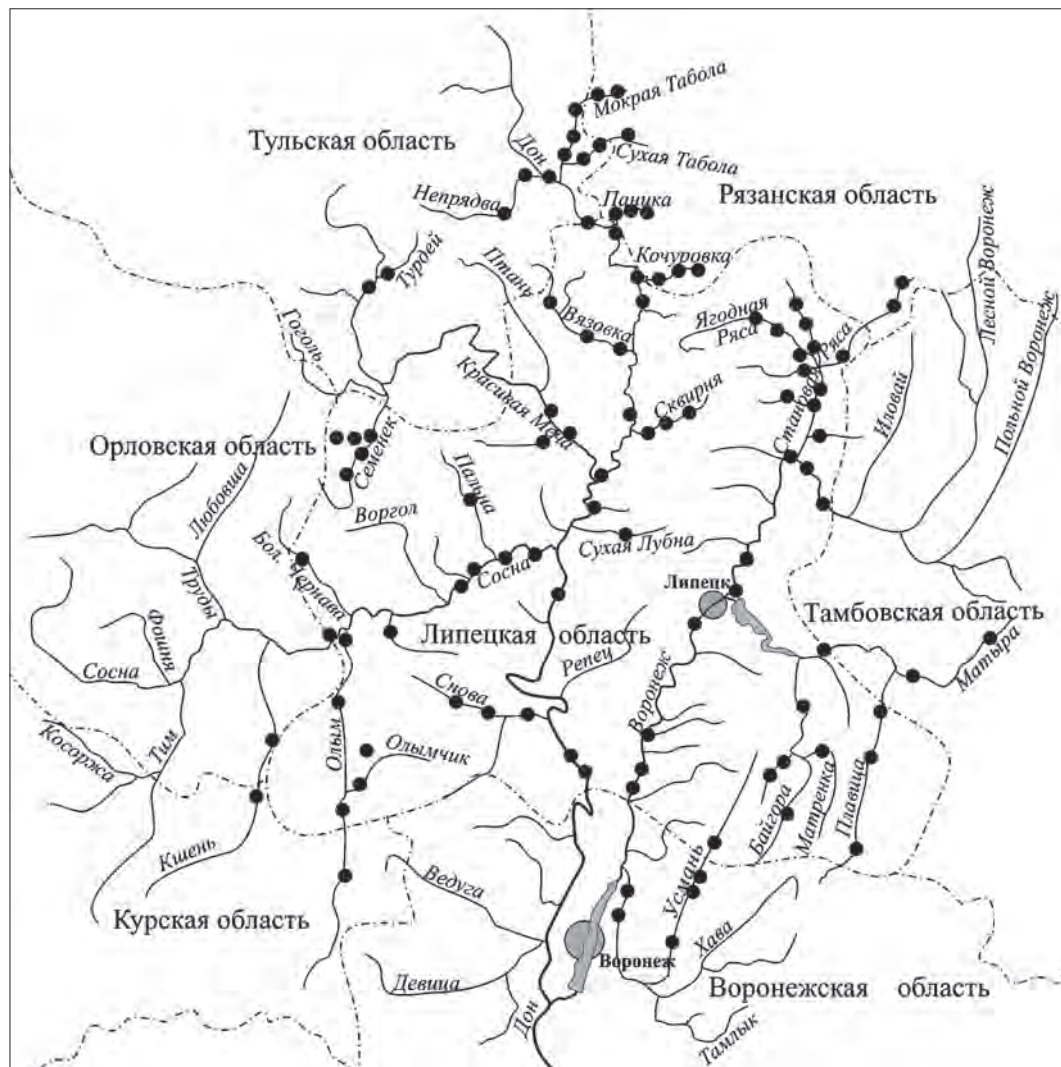 Мокрая Табола
Тульская область
Дон
Сухая Табола
Рязанская область
Непрядва
Паника
Лесной Воронеж
Турдей
Птань
Кочуровка
Польной Воронеж
Гоголь
Вязовка
Ягодная
Ряса
Становая Ряса
Иловай
Красивая Меча
Сквирня
Орловская область
Семенек
Любовша
Пальна
Воргол
Сухая Лубна
Бол. Чернава
Сосна
Липецк
Труды
Фошня
Липецкая область
Тамбовская область
Матыра
Сосна
Репец
Снова
Воронеж
Косоржа
Тим
Олым
Олымчик
Байгора
Матренка
Плавица
Кшень
Ведуга
Усмань
Курская область
Хава
Воронеж
Девица
Воронежская область
Дон
Тамлык